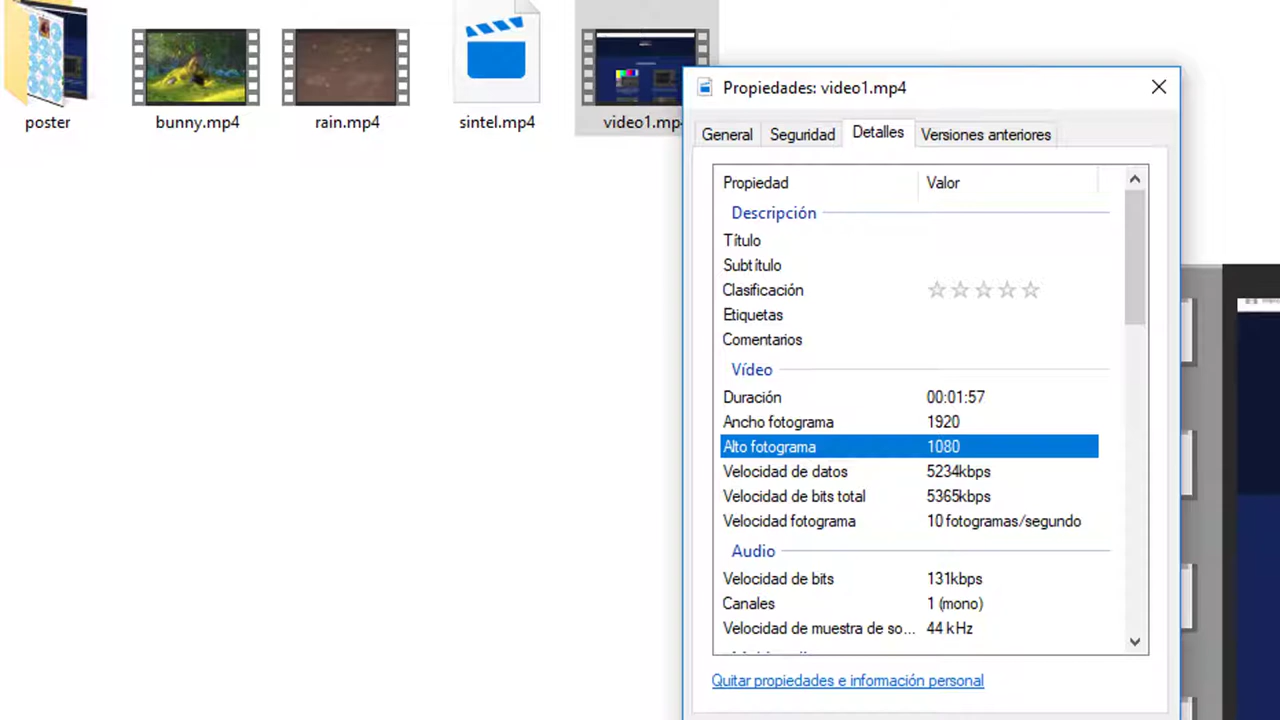 poster
bunny.mp4
rain.mp4
sintel.mp4
video1.mp4
Propiedades: video1.mp4
General
Seguridad
Detalles
Versiones anteriores
Propiedad Valor
Descripción
Título
Subtítulo
Clasificación
Etiquetas
Comentarios
Vídeo
Duración 00:01:57
Ancho fotograma 1920
Alto fotograma 1080
Velocidad de datos 5234kbps
Velocidad de bits total 5365kbps
Velocidad fotograma 10 fotogramas/segundo
Audio
Velocidad de bits 131kbps
Canales 1 (mono)
Velocidad de muestra de so... 44 kHz
Quitar propiedades e información personal